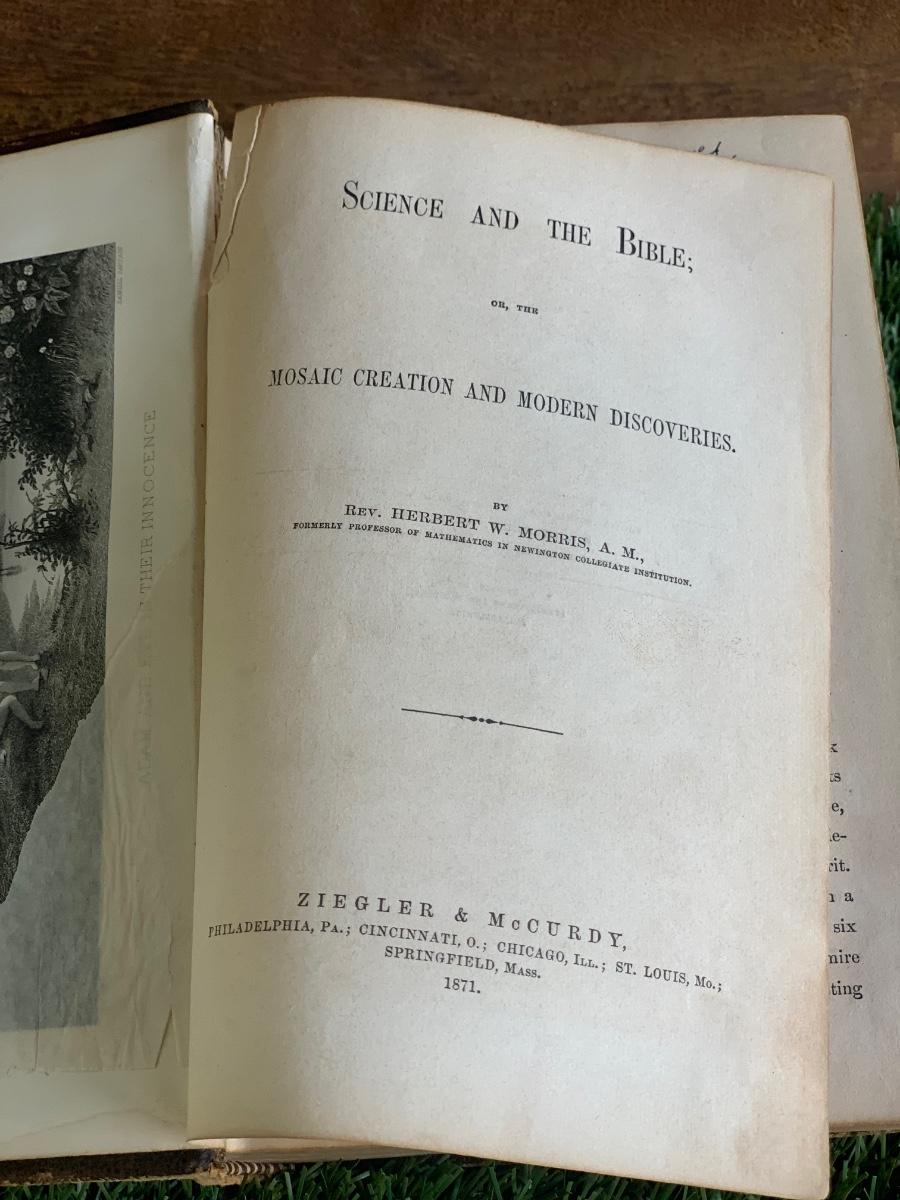 SCIENCE AND THE BIBLE;
OR, THE
MOSAIC CREATION AND MODERN DISCOVERIES.
BY
REV. HERBERT W. MORRIS, A. M.,
FORMERLY PROFESSOR OF MATHEMATICS IN NEWINGTON COLLEGIATE INSTITUTION.
ZIEGLER & McCURDY,
PHILADELPHIA, PA.; CINCINNATI, O.; CHICAGO, ILL.; ST. LOUIS, MO.;
SPRINGFIELD, MASS.
1871.
THEIR INNOCENCE
a
six